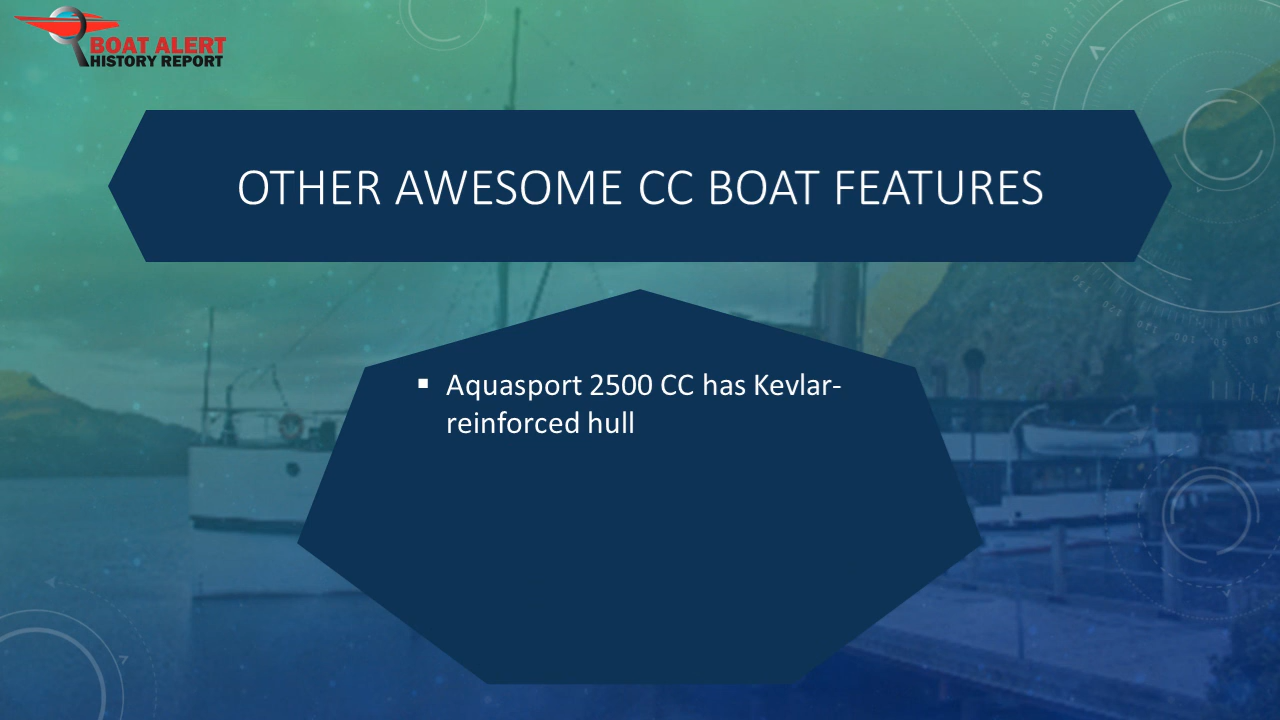 BOAT ALERT
HISTORY REPORT
OTHER AWESOME CC BOAT FEATURES
▪ Aquasport 2500 CC has Kevlar-
reinforced hull